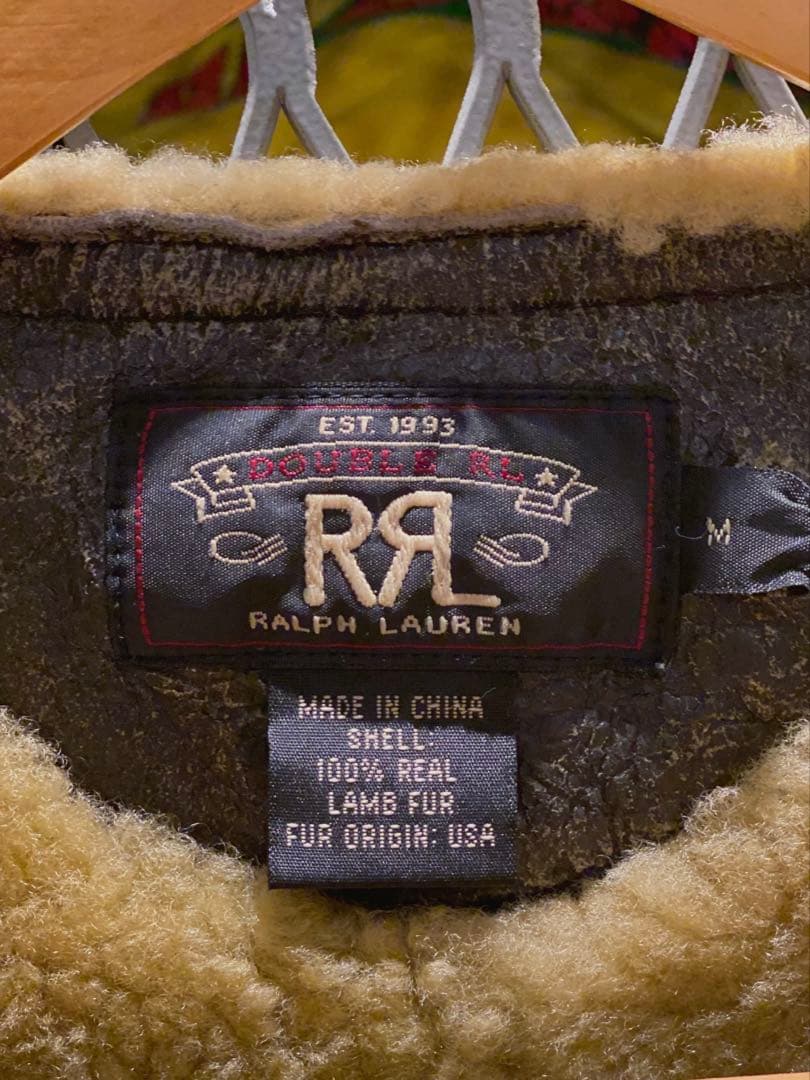 EST. 1993
DOUBLE RL
RRL
RALPH LAUREN
M
MADE IN CHINA
SHELL:
100% REAL
LAMB FUR
FUR ORIGIN: USA